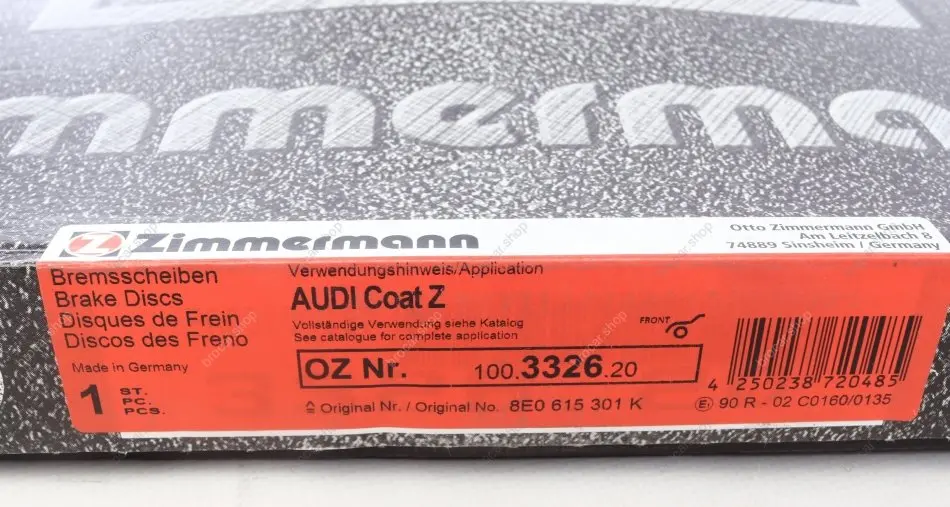 mmerma
Zimmermann
Otto Zimmermann GmbH
Am Leitzelbach 8
74889 Sinsheim / Germany
Bremsscheiben
Brake Discs
Disques de Frein
Discos des Freno
Made in Germany
1 ST.
PC.
PCS.
Verwendungshinweis/Application
AUDI Coat Z
Vollständige Verwendung siehe Katalog
See catalogue for complete application
FRONT
OZ Nr. 100.3326.20
Original Nr. / Original No. 8E0 615 301 K
4 250238 720485
E1 90 R - 02 C0160/0135